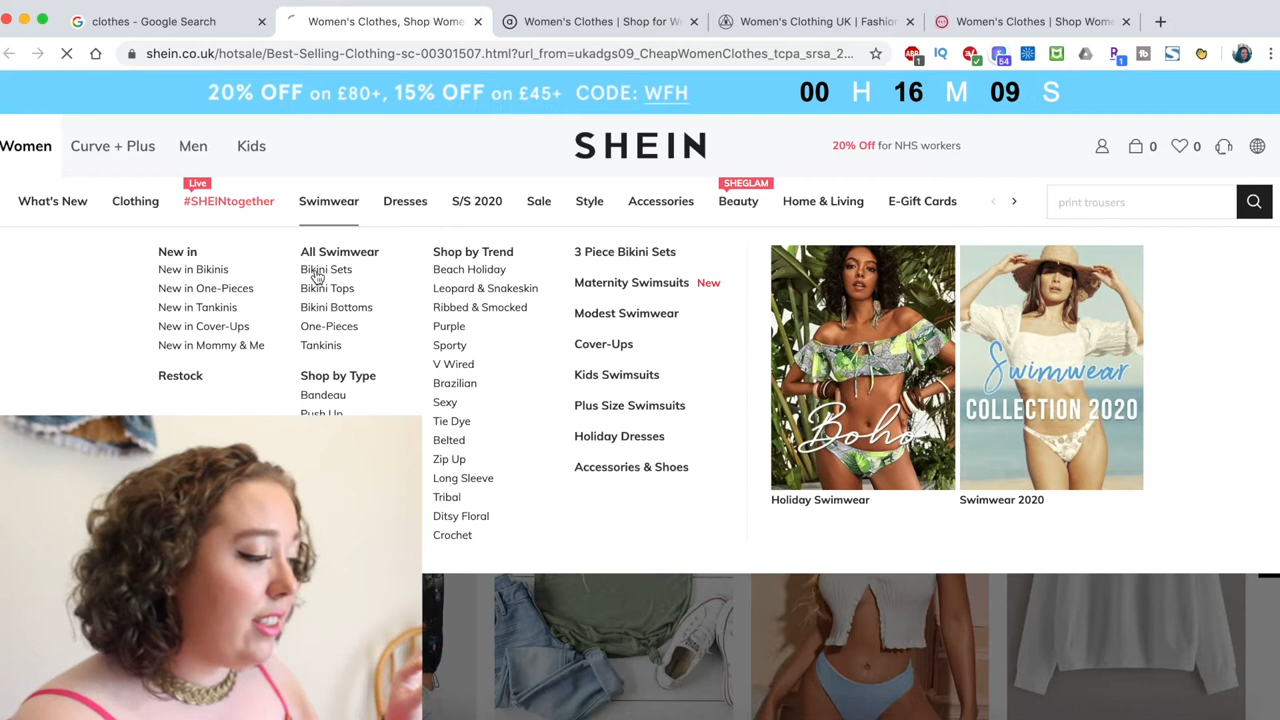 clothes - Google Search
Women's Clothes, Shop Wome
Women's Clothes | Shop for W
Women's Clothing UK | Fashion
Women's Clothes | Shop Wome
shein.co.uk/hotsale/Best-Selling-Clothing-sc-00301507.html?url_from=ukadgs09_CheapWomenClothes_tcpa_srsa_2...
20% OFF on £80+, 15% OFF on £45+ CODE: WFH 00 H 16 M 09 S
Women Curve + Plus Men Kids
SHEIN
20% Off for NHS workers
0 0
Live
SHEGLAM
What's New Clothing #SHEINtogether Swimwear Dresses S/S 2020 Sale Style Accessories Beauty Home & Living E-Gift Cards
print trousers
New in
New in Bikinis
New in One-Pieces
New in Tankinis
New in Cover-Ups
New in Mommy & Me
Restock
All Swimwear
Bikini Sets
Bikini Tops
Bikini Bottoms
One-Pieces
Tankinis
Shop by Type
Bandeau
Push Up
Shop by Trend
Beach Holiday
Leopard & Snakeskin
Ribbed & Smocked
Purple
Sporty
V Wired
Brazilian
Sexy
Tie Dye
Belted
Zip Up
Long Sleeve
Tribal
Ditsy Floral
Crochet
3 Piece Bikini Sets
Maternity Swimsuits New
Modest Swimwear
Cover-Ups
Kids Swimsuits
Plus Size Swimsuits
Holiday Dresses
Accessories & Shoes
Boho
Holiday Swimwear
Swimwear
COLLECTION 2020
Swimwear 2020